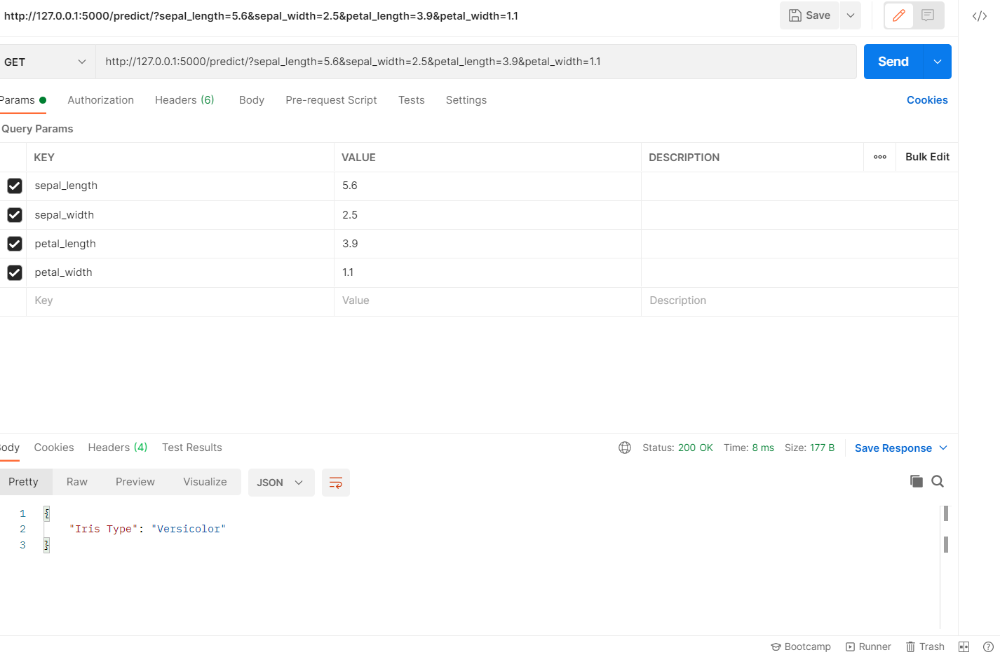 http://127.0.0.1:5000/predict/?sepal_length=5.6&sepal_width=2.5&petal_length=3.9&petal_width=1.1
Save
GET http://127.0.0.1:5000/predict/?sepal_length=5.6&sepal_width=2.5&petal_length=3.9&petal_width=1.1 Send
Params Authorization Headers (6) Body Pre-request Script Tests Settings Cookies
Query Params
KEY VALUE DESCRIPTION Bulk Edit
sepal_length 5.6
sepal_width 2.5
petal_length 3.9
petal_width 1.1
Key Value Description
ody Cookies Headers (4) Test Results Status: 200 OK Time: 8 ms Size: 177 B Save Response
Pretty Raw Preview Visualize JSON
1 {
2 "Iris Type": "Versicolor"
3 }
Bootcamp Runner Trash